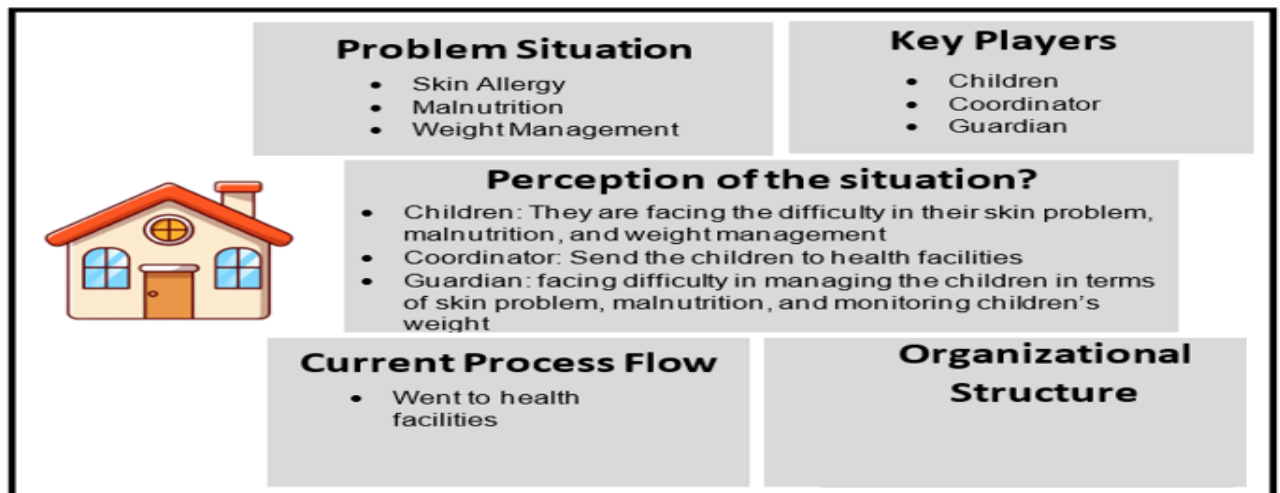 Problem Situation
• Skin Allergy
• Malnutrition
• Weight Management
Key Players
• Children
• Coordinator
• Guardian
Perception of the situation?
• Children: They are facing the difficulty in their skin problem,
malnutrition, and weight management
• Coordinator: Send the children to health facilities
• Guardian: facing difficulty in managing the children in terms
of skin problem, malnutrition, and monitoring children's
weight
Current Process Flow
• Went to health
facilities
Organizational
Structure